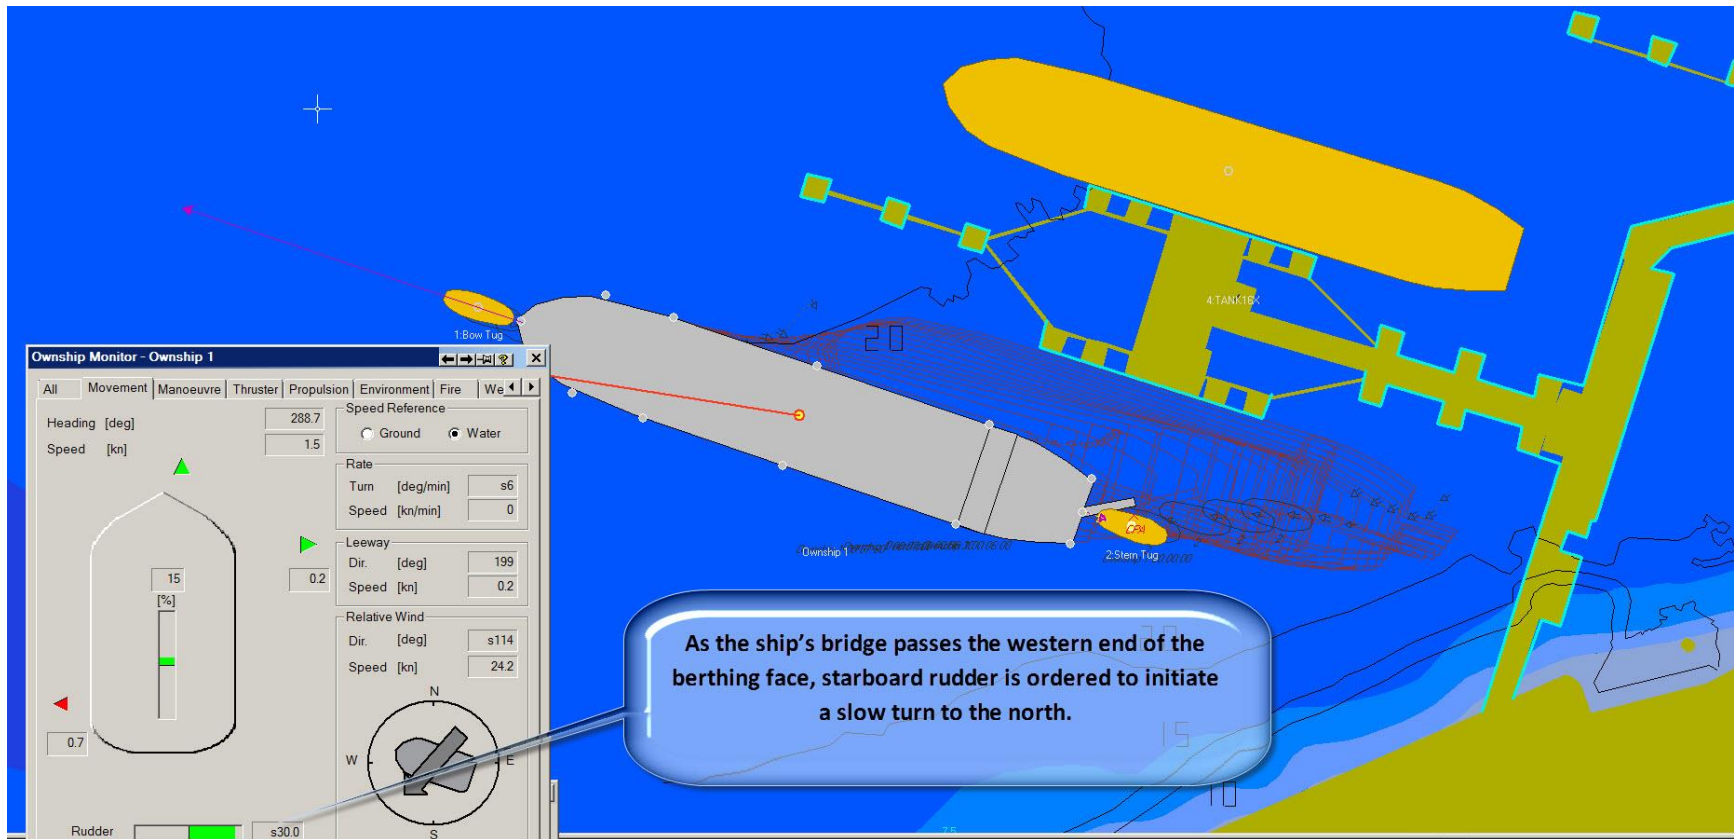 20
4:TANK16X
1:Bow Tug
Ownship Monitor - Ownship 1
All Movement Manoeuvre Thruster Propulsion Environment Fire We
Heading [deg] 288.7
Speed [kn] 1.5
Speed Reference
Ground Water
Rate
Turn [deg/min] s6
Speed [kn/min] 0
Leeway
Dir. [deg] 199
Speed [kn] 0.2
Relative Wind
Dir. [deg] s114
Speed [kn] 24.2
15
[%]
0.2
0.7
N
W E
S
Rudder s30.0
Ownship 1
2:Stern Tug
As the ship's bridge passes the western end of the
berthing face, starboard rudder is ordered to initiate
a slow turn to the north.
15
10
7.5